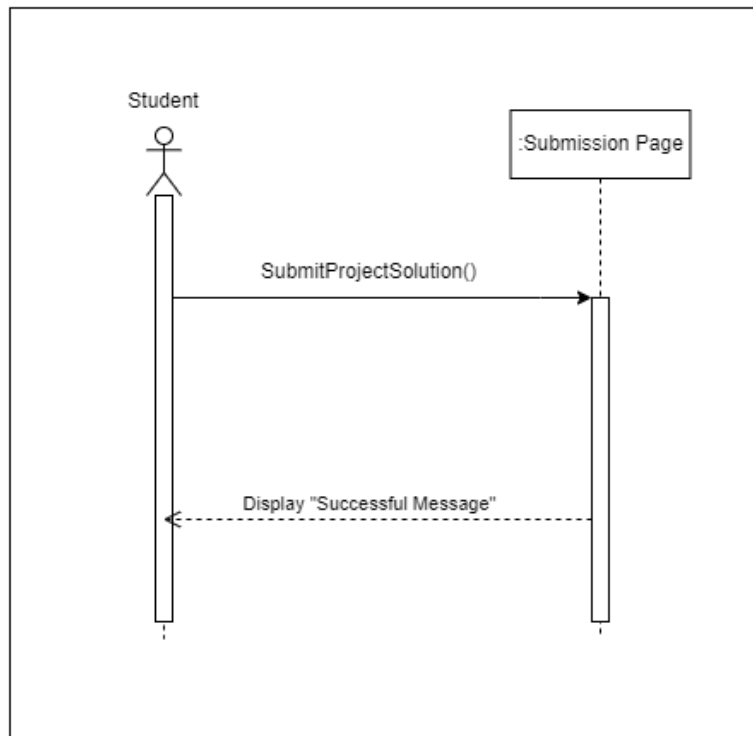 Student
:Submission Page
SubmitProjectSolution()
Display "Successful Message"